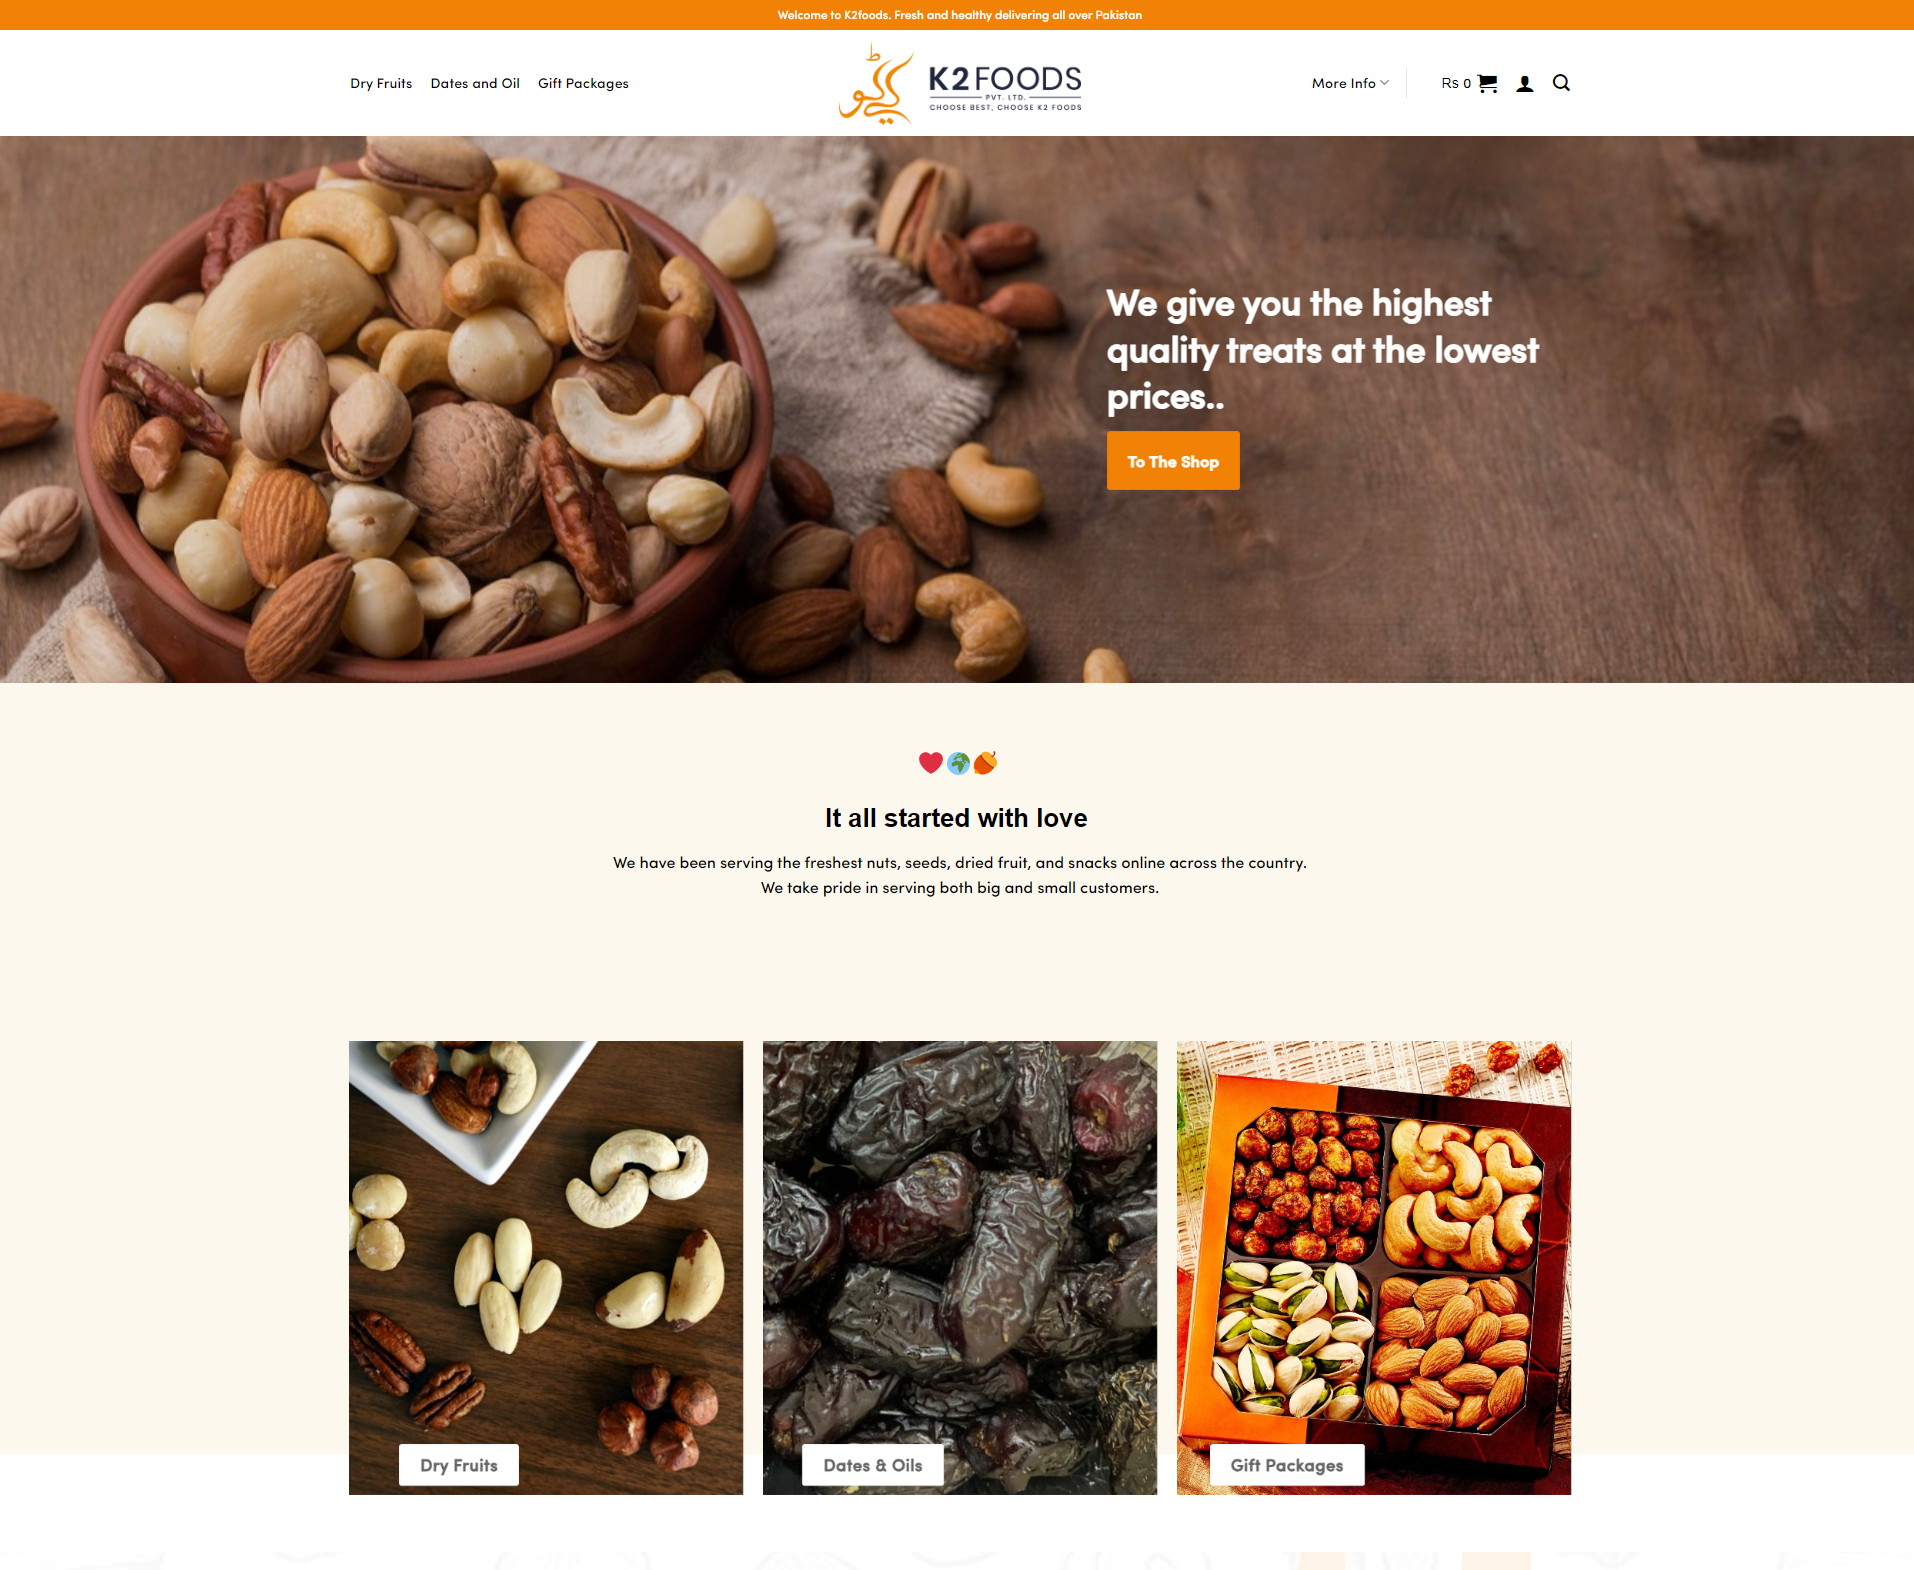 Welcome to K2foods. Fresh and healthy delivering all over Pakistan
Dry Fruits
Dates and Oil
Gift Packages
کے ٹو
K2FOODS
PVT. LTD.
CHOOSE BEST, CHOOSE K2 FOODS
More Info
Rs 0
We give you the highest
quality treats at the lowest
prices..
To The Shop
It all started with love
We have been serving the freshest nuts, seeds, dried fruit, and snacks online across the country.
We take pride in serving both big and small customers.
Dry Fruits
Dates & Oils
Gift Packages